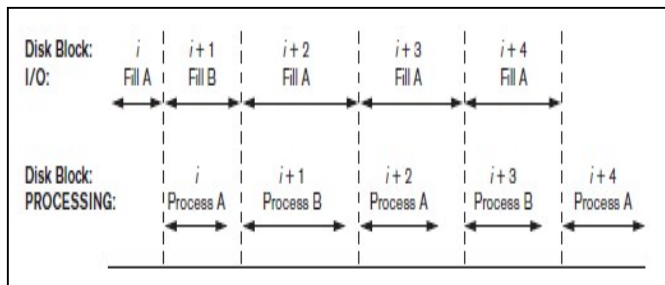 Disk Block: i i + 1 i + 2 i + 3 i + 4
I/O: Fill A Fill B Fill A Fill A Fill A
Disk Block: i i + 1 i + 2 i + 3 i + 4
PROCESSING: Process A Process B Process A Process B Process A